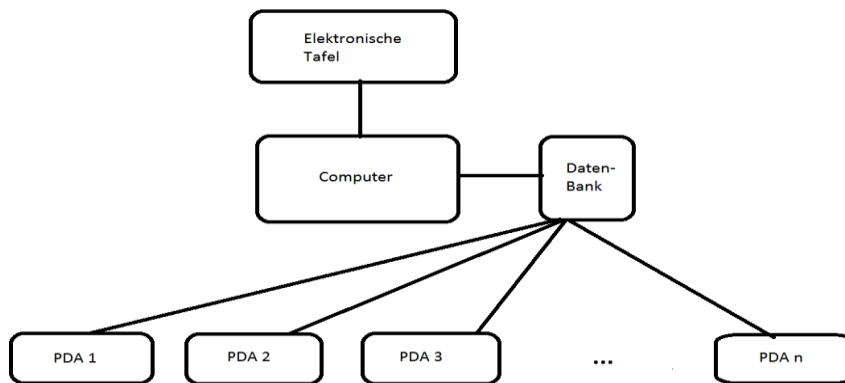 Elektronische
Tafel
Computer
Daten-
Bank
PDA 1
PDA 2
PDA 3
...
PDA n